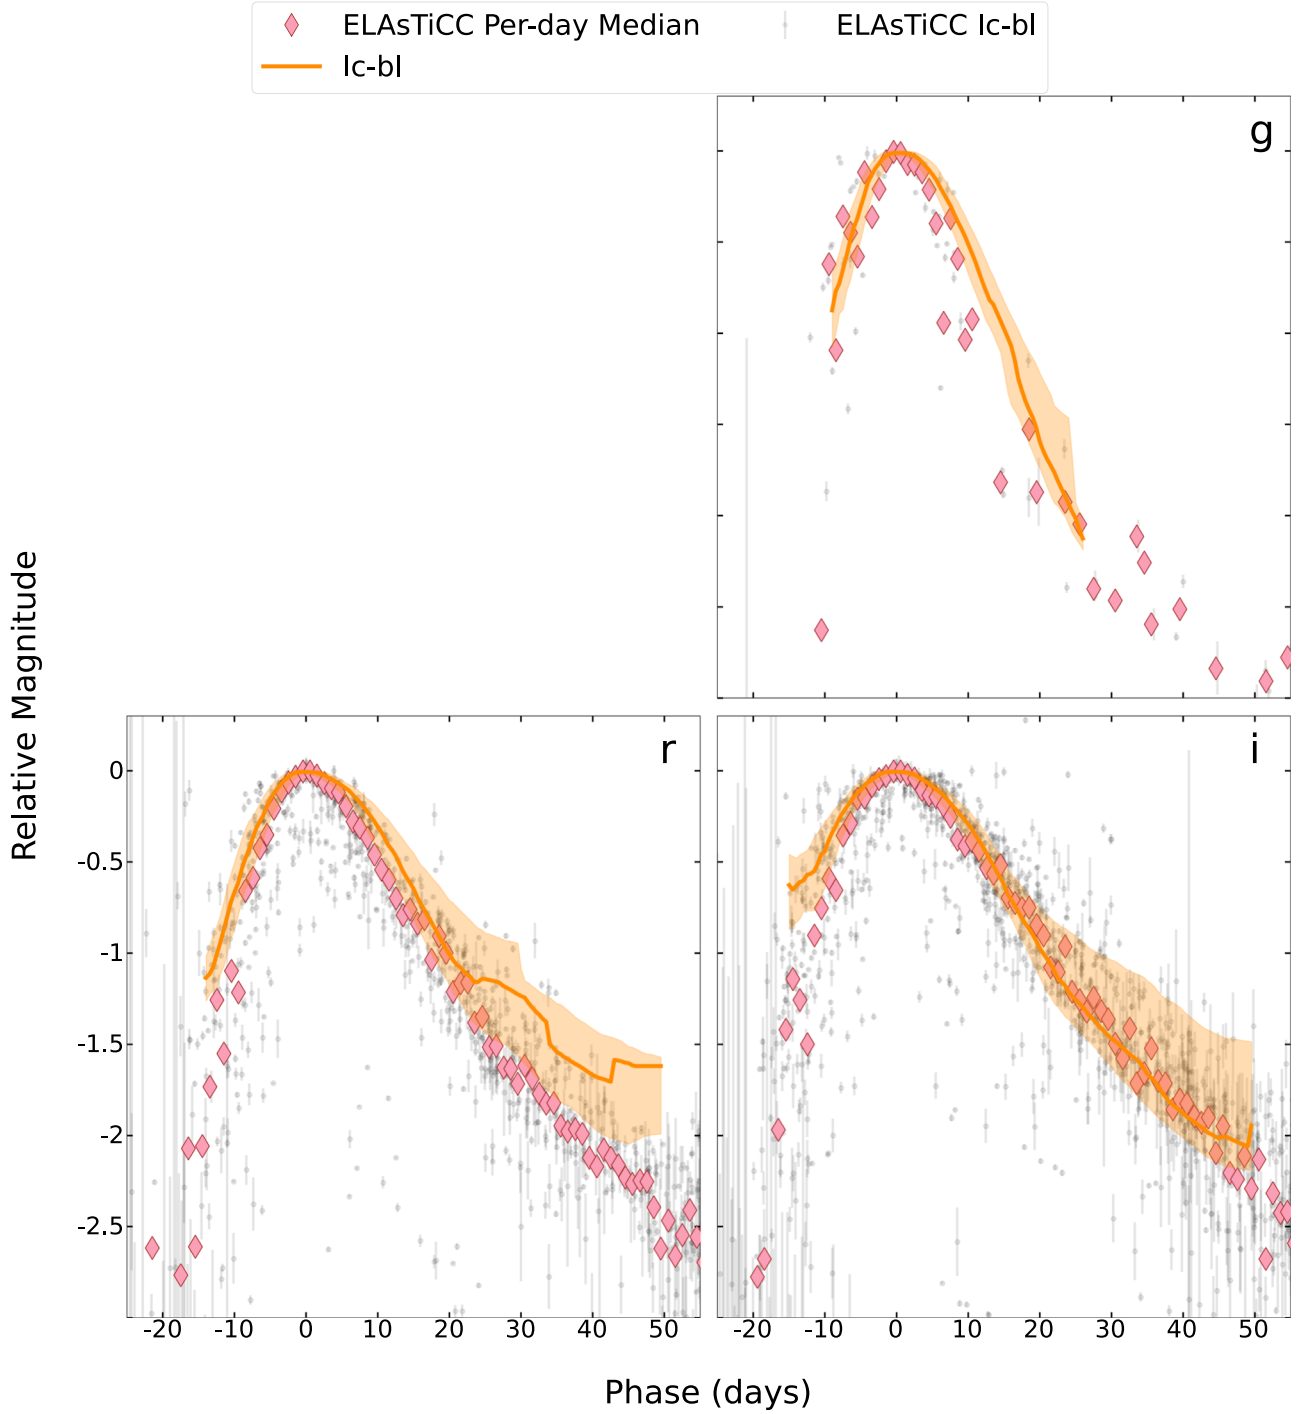 ELAsTiCC Per-day Median
ELAsTiCC Ic-bl
Ic-bl
g
Relative Magnitude
r
i
0
-0.5
-1
-1.5
-2
-2.5
-20 -10 0 10 20 30 40 50
-20 -10 0 10 20 30 40 50
Phase (days)